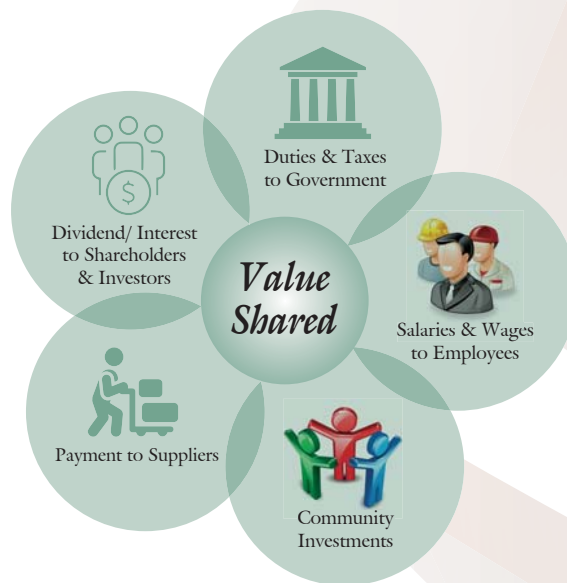 Duties & Taxes
to Government
Dividend/ Interest
to Shareholders
& Investors
Value
Shared
Salaries & Wages
to Employees
Payment to Suppliers
Community
Investments
$